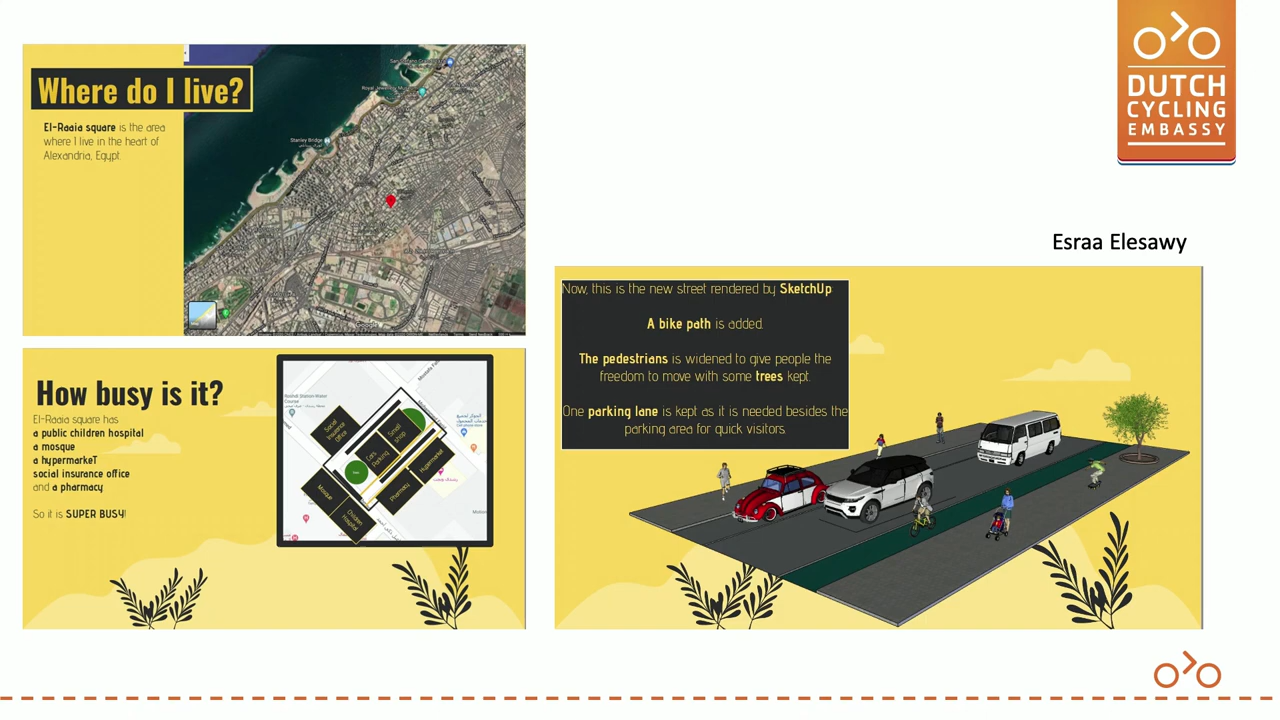 Where do I live?
El-Raaia square is the area
where I live in the heart of
Alexandria, Egypt.
Stanley Bridge
Google
How busy is it?
El-Raaia square has
a public children hospital
a mosque
a hypermarkeT
social insurance office
and a pharmacy
So it is SUPER BUSY!
Social
Insurance
Office
Small
shop
Cars
Parking
Hypermarket
Pharmacy
Mosque
Children
Hospital
DUTCH
CYCLING
EMBASSY
Esraa Elesawy
Now, this is the new street rendered by SketchUp.
A bike path is added.
The pedestrians is widened to give people the
freedom to move with some trees kept.
One parking lane is kept as it is needed besides the
parking area for quick visitors.